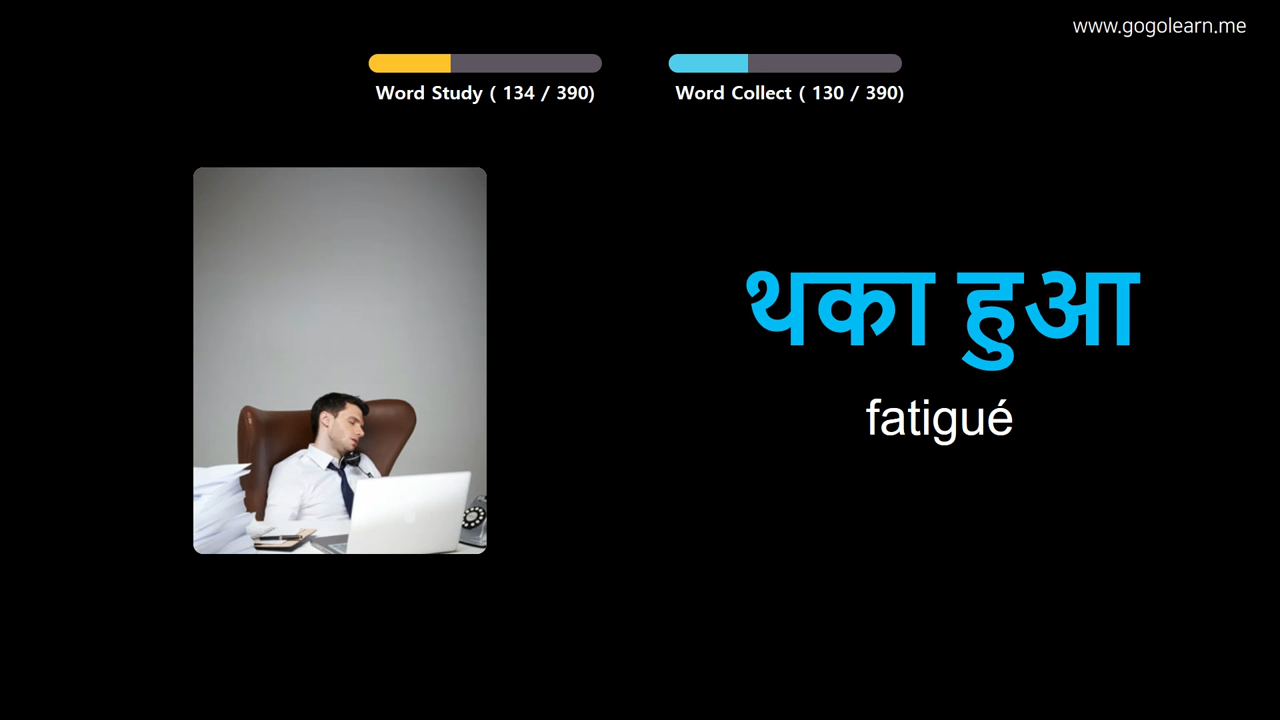 www.gogolearn.me
Word Study ( 134 / 390)
Word Collect ( 130 / 390)
थका हुआ
fatigué